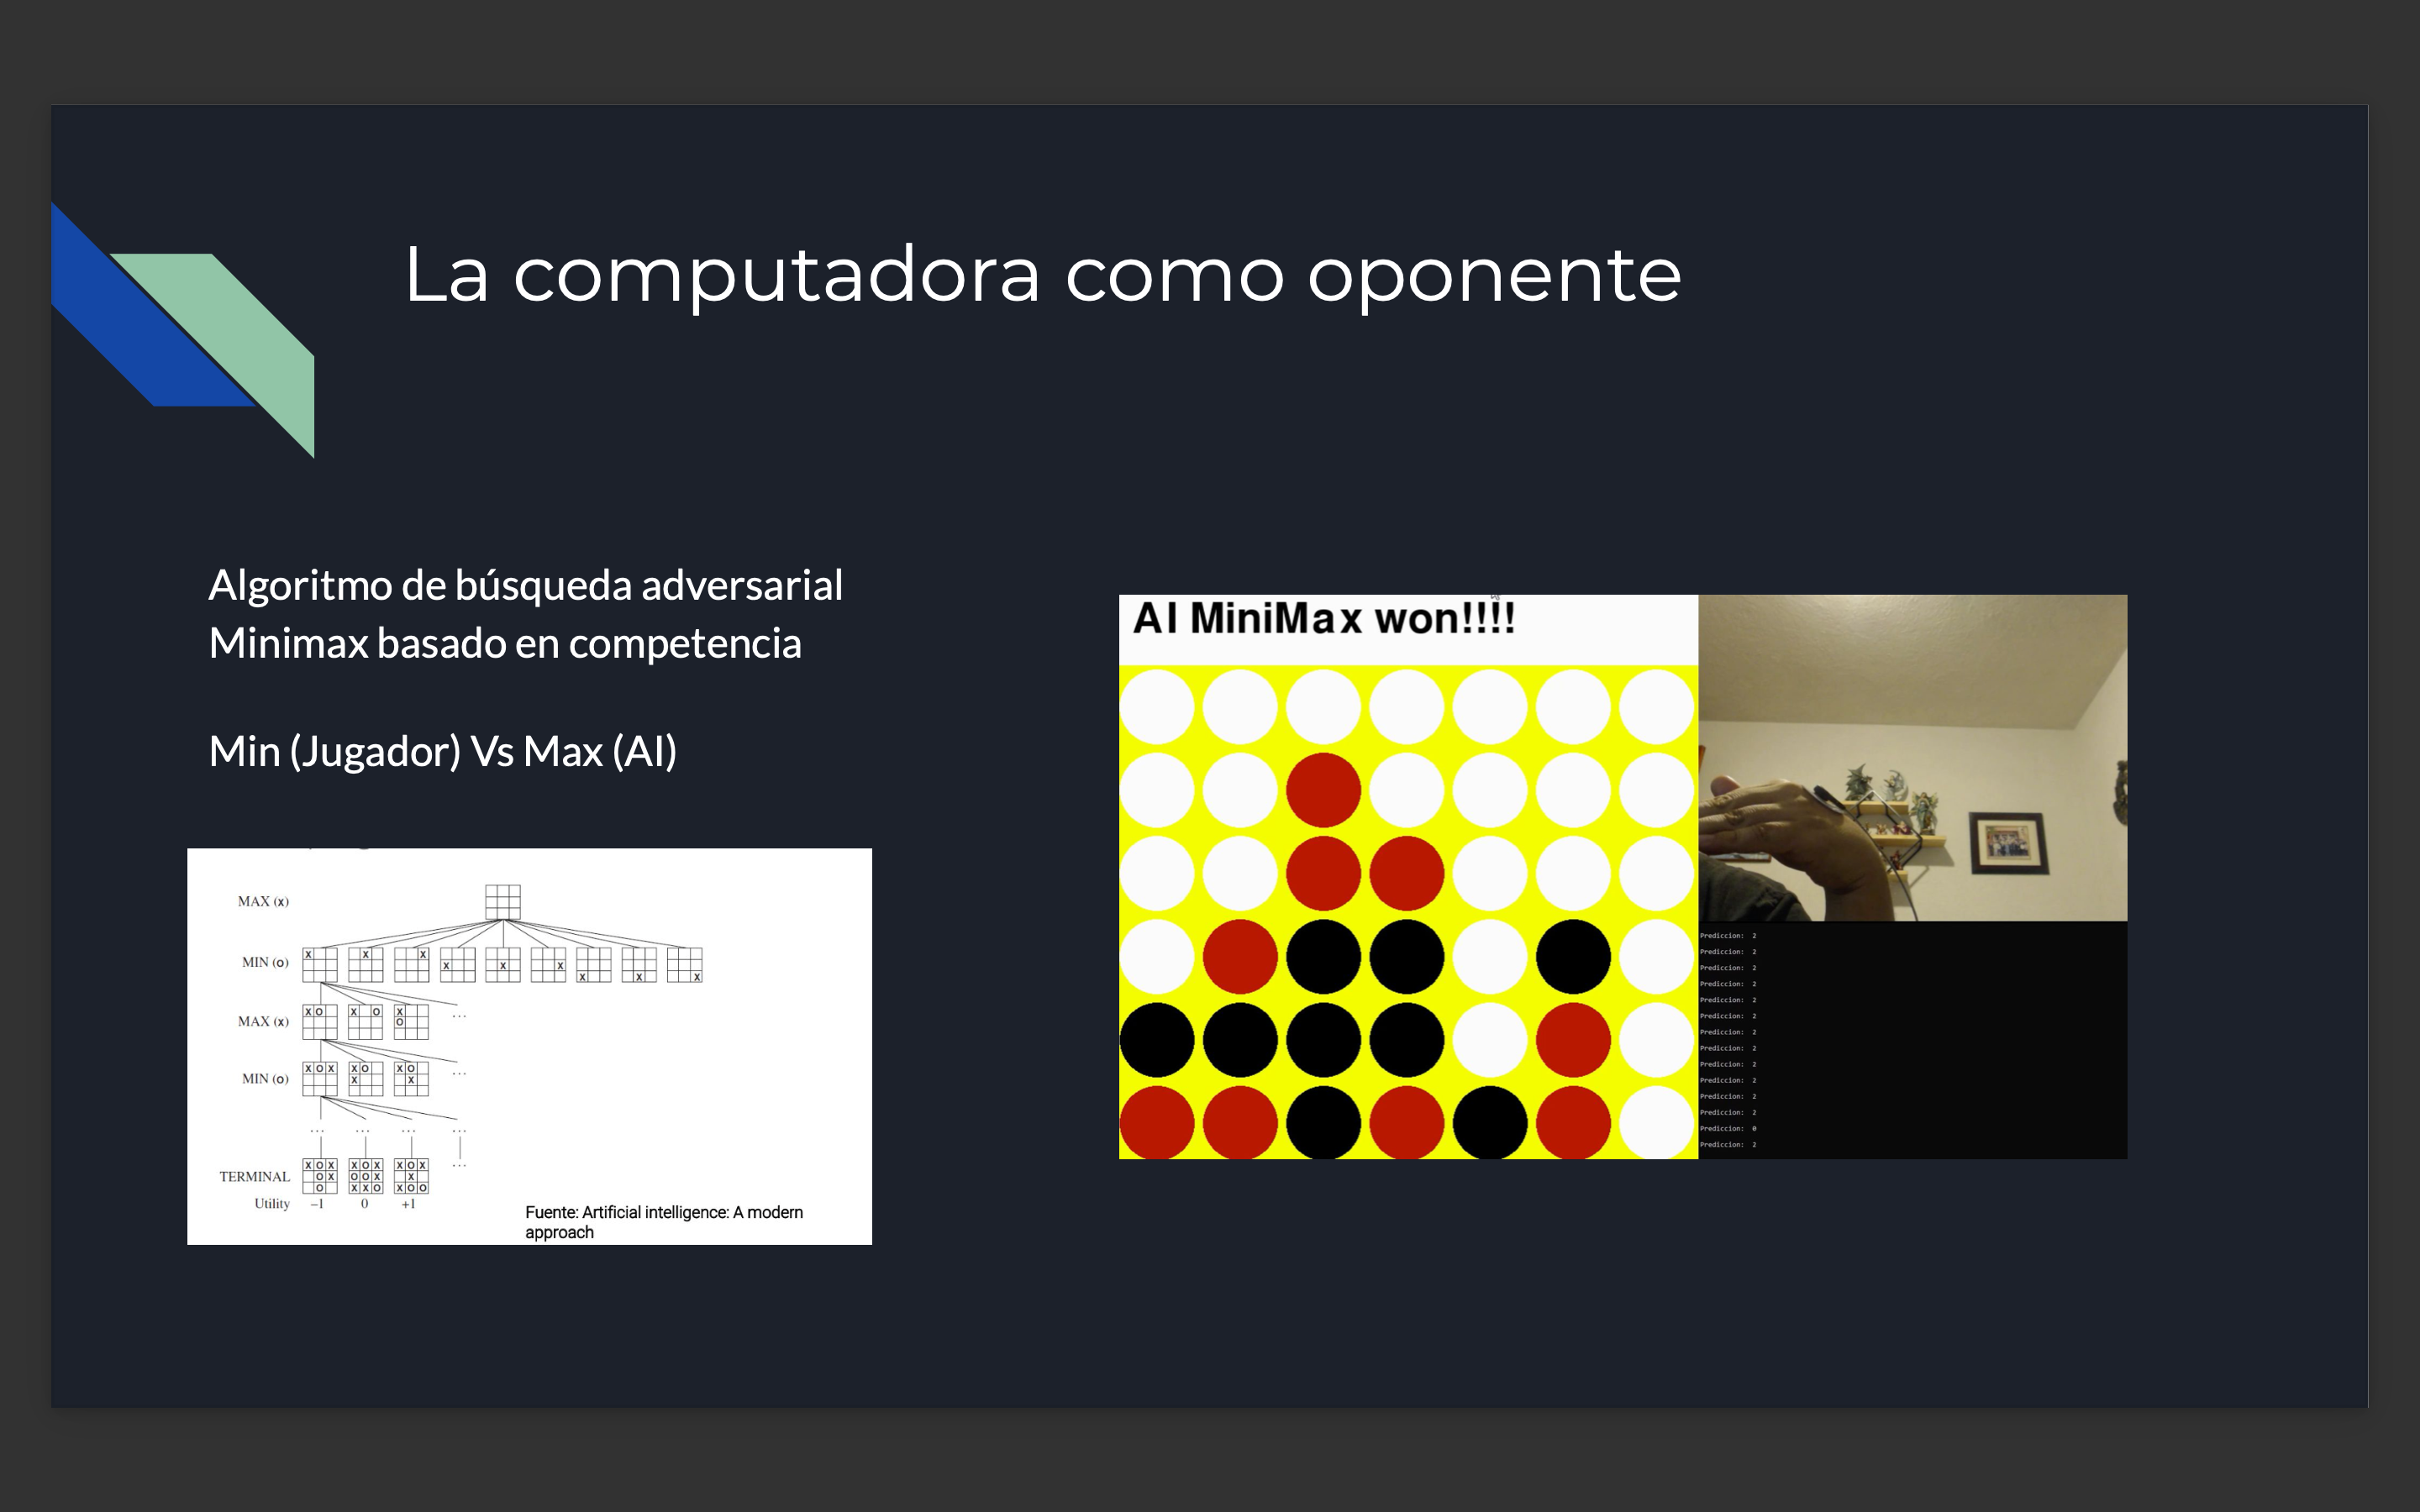 La computadora como oponente
Algoritmo de búsqueda adversarial
Minimax basado en competencia
Min (Jugador) Vs Max (AI)
MAX (x)
MIN (o)
X X X X X X X X X
MAX (x)
X O X O X
O
...
MIN (o)
X O X X O X O
X X
...
... ... ... ...
TERMINAL
X O X X O X X O X
O X O O X X
O X X O X O O
...
Utility −1 0 +1
Fuente: Artificial intelligence: A modern
approach
AI MiniMax won!!!!
Prediccion: 2
Prediccion: 2
Prediccion: 2
Prediccion: 2
Prediccion: 2
Prediccion: 2
Prediccion: 2
Prediccion: 2
Prediccion: 2
Prediccion: 2
Prediccion: 2
Prediccion: 2
Prediccion: 0
Prediccion: 2